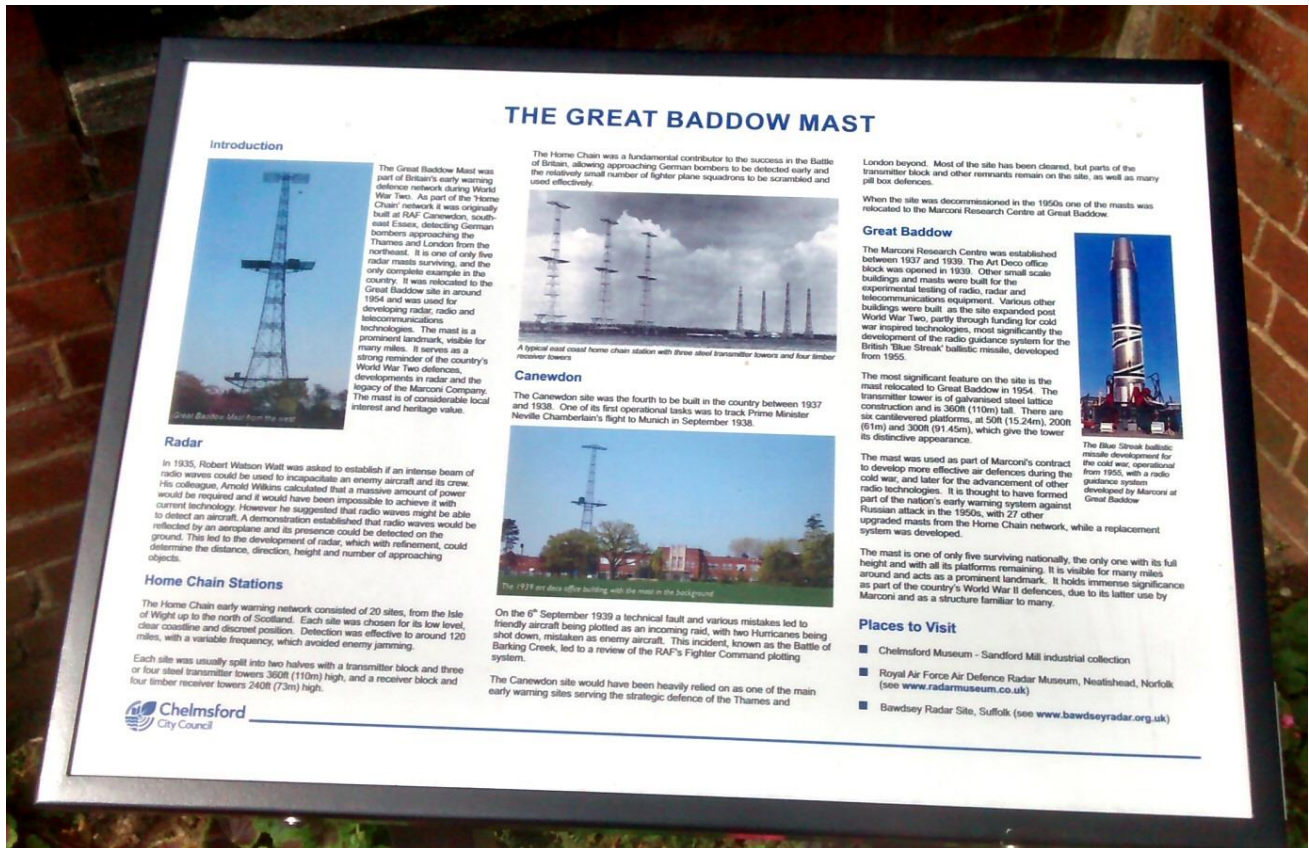 THE GREAT BADDOW MAST
Introduction
The Great Baddow Mast was
part of Britain's early warning
defence network during World
War Two. As part of the 'Home
Chain' network it was originally
built at RAF Canewdon, south-
east Essex, detecting German
bombers approaching the
Thames and London from the
northeast. It is one of only five
radar masts surviving, and the
only complete example in the
country. It was relocated to the
Great Baddow site in around
1954 and was used for
developing radar, radio and
telecommunications
technologies. The mast is a
prominent landmark, visible for
many miles. It serves as a
strong reminder of the country's
World War Two defences,
developments in radar and the
legacy of the Marconi Company.
The mast is of considerable local
interest and heritage value.
Great Baddow Mast from the west
Radar
In 1935, Robert Watson Watt was asked to establish if an intense beam of
radio waves could be used to incapacitate an enemy aircraft and its crew.
His colleague, Arnold Wilkins calculated that a massive amount of power
would be required and it would have been impossible to achieve it with
current technology. However he suggested that radio waves might be able
to detect an aircraft. A demonstration established that radio waves would be
reflected by an aeroplane and its presence could be detected on the
ground. This led to the development of radar, which with refinement, could
determine the distance, direction, height and number of approaching
objects.
Home Chain Stations
The Home Chain early warning network consisted of 20 sites, from the Isle
of Wight up to the north of Scotland. Each site was chosen for its low level,
clear coastline and discreet position. Detection was effective to around 120
miles, with a variable frequency, which avoided enemy jamming.
Each site was usually split into two halves with a transmitter block and three
or four steel transmitter towers 360ft (110m) high, and a receiver block and
four timber receiver towers 240ft (73m) high.
Chelmsford
City Council
The Home Chain was a fundamental contributor to the success in the Battle
of Britain, allowing approaching German bombers to be detected early and
the relatively small number of fighter plane squadrons to be scrambled and
used effectively.
A typical east coast home chain station with three steel transmitter towers and four timber
receiver towers
Canewdon
The Canewdon site was the fourth to be built in the country between 1937
and 1938. One of its first operational tasks was to track Prime Minister
Neville Chamberlain's flight to Munich in September 1938.
The 1939 art deco office building with the mast in the background
On the 6th September 1939 a technical fault and various mistakes led to
friendly aircraft being plotted as an incoming raid, with two Hurricanes being
shot down, mistaken as enemy aircraft. This incident, known as the Battle of
Barking Creek, led to a review of the RAF's Fighter Command plotting
system.
The Canewdon site would have been heavily relied on as one of the main
early warning sites serving the strategic defence of the Thames and
London beyond. Most of the site has been cleared, but parts of the
transmitter block and other remnants remain on the site, as well as many
pill box defences.
When the site was decommissioned in the 1950s one of the masts was
relocated to the Marconi Research Centre at Great Baddow.
Great Baddow
The Marconi Research Centre was established
between 1937 and 1939. The Art Deco office
block was opened in 1939. Other small scale
buildings and masts were built for the
experimental testing of radio, radar and
telecommunications equipment. Various other
buildings were built as the site expanded post
World War Two, partly through funding for cold
war inspired technologies, most significantly the
development of the radio guidance system for the
British 'Blue Streak' ballistic missile, developed
from 1955.
The most significant feature on the site is the
mast relocated to Great Baddow in 1954. The
transmitter tower is of galvanised steel lattice
construction and is 360ft (110m) tall. There are
six cantilevered platforms, at 50ft (15.24m), 200ft
(61m) and 300ft (91.45m), which give the tower
its distinctive appearance.
The Blue Streak ballistic
missile development for
the cold war, operational
from 1955, with a radio
guidance system
developed by Marconi at
Great Baddow
The mast was used as part of Marconi's contract
to develop more effective air defences during the
cold war, and later for the advancement of other
radio technologies. It is thought to have formed
part of the nation's early warning system against
Russian attack in the 1950s, with 27 other
upgraded masts from the Home Chain network, while a replacement
system was developed.
The mast is one of only five surviving nationally, the only one with its full
height and with all its platforms remaining. It is visible for many miles
around and acts as a prominent landmark. It holds immense significance
as part of the country's World War II defences, due to its latter use by
Marconi and as a structure familiar to many.
Places to Visit
Chelmsford Museum - Sandford Mill industrial collection
Royal Air Force Air Defence Radar Museum, Neatishead, Norfolk
(see www.radarmuseum.co.uk)
Bawdsey Radar Site, Suffolk (see www.bawdseyradar.org.uk)